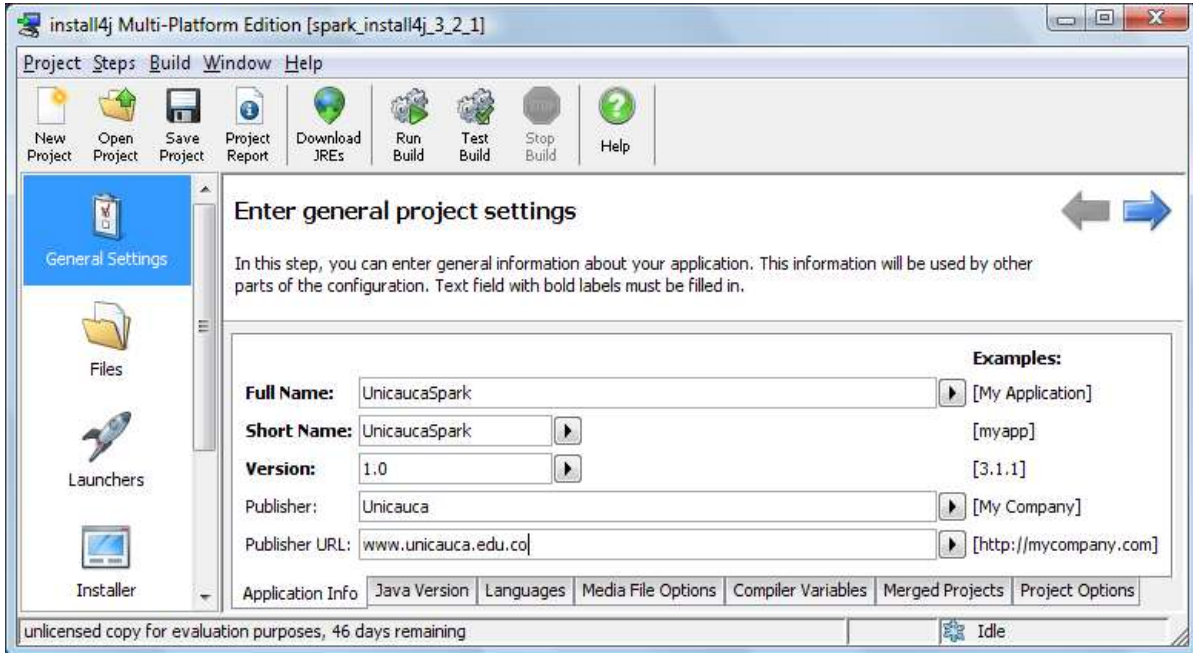 install4j Multi-Platform Edition [spark_install4j_3_2_1]
Project Steps Build Window Help
New Project
Open Project
Save Project
Project Report
Download JREs
Run Build
Test Build
Stop Build
Help
General Settings
Files
Launchers
Installer
Enter general project settings
In this step, you can enter general information about your application. This information will be used by other
parts of the configuration. Text field with bold labels must be filled in.
Examples:
Full Name: UnicaucaSpark [My Application]
Short Name: UnicaucaSpark [myapp]
Version: 1.0 [3.1.1]
Publisher: Unicauca [My Company]
Publisher URL: www.unicauca.edu.co [http://mycompany.com]
Application Info Java Version Languages Media File Options Compiler Variables Merged Projects Project Options
unlicensed copy for evaluation purposes, 46 days remaining Idle